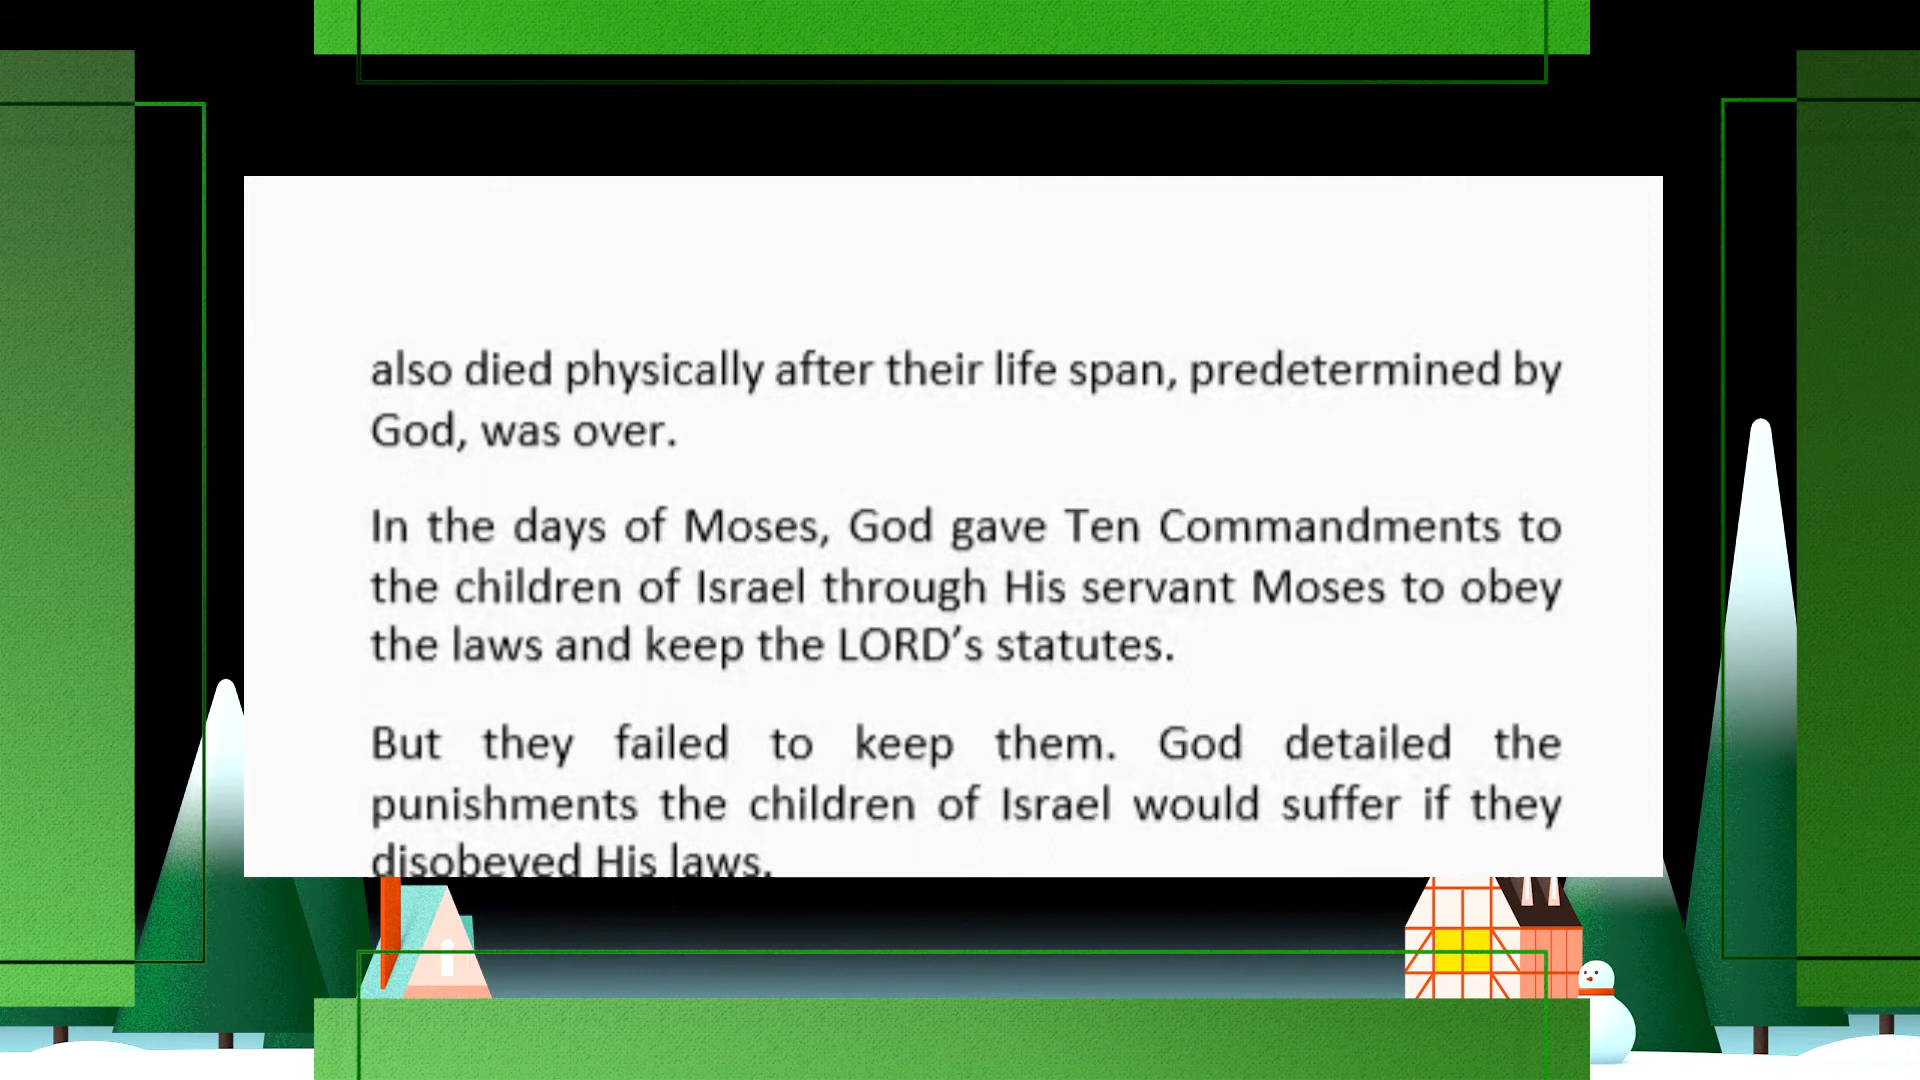 also died physically after their life span, predetermined by
God, was over.
In the days of Moses, God gave Ten Commandments to
the children of Israel through His servant Moses to obey
the laws and keep the LORD’s statutes.
But they failed to keep them. God detailed the
punishments the children of Israel would suffer if they
disobeyed His laws.